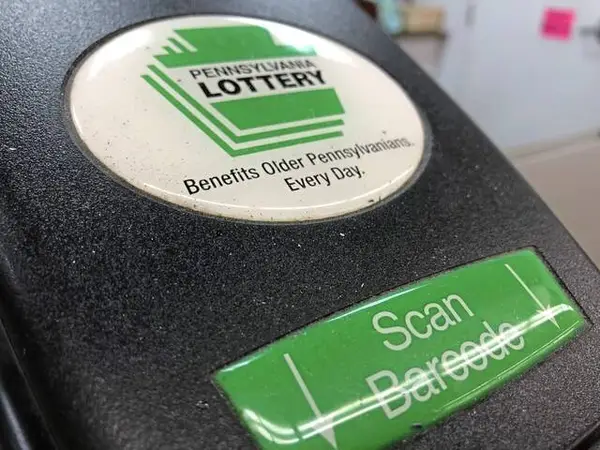 PENNSYLVANIA
LOTTERY
Benefits Older Pennsylvanians.
Every Day.
Scan
Barcode